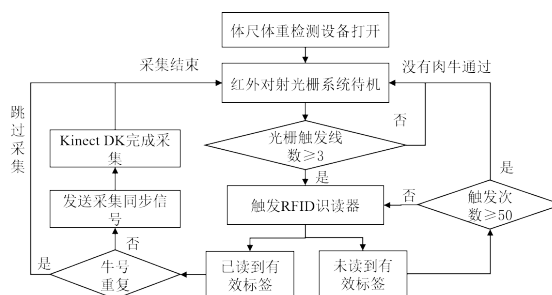 体尺体重检测设备打开
采集结束
没有肉牛通过
红外对射光栅系统待机
跳过采集
光栅触发线
数≥3
否
Kinect DK完成采
集
是
是
发送采集同步信
号
触发RFID识读器
否
触发次
数≥50
否
是
牛号
重复
已读到有
效标签
未读到有
效标签